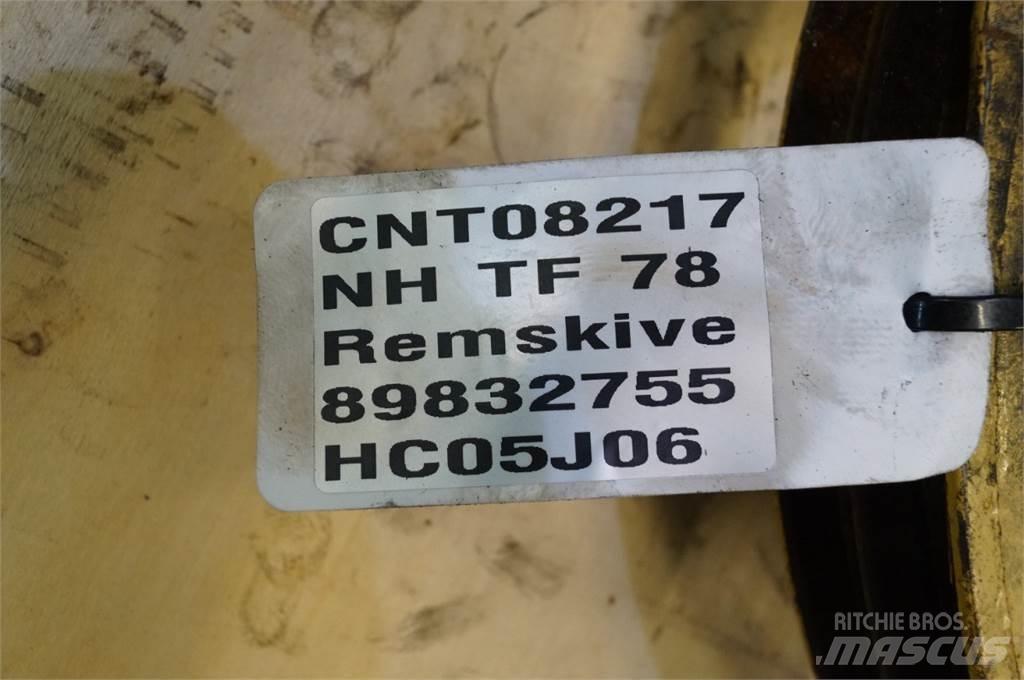 CNT08217
NH TF 78
Remskive
89832755
HC05J06
RITCHIE BROS.
MASCUS